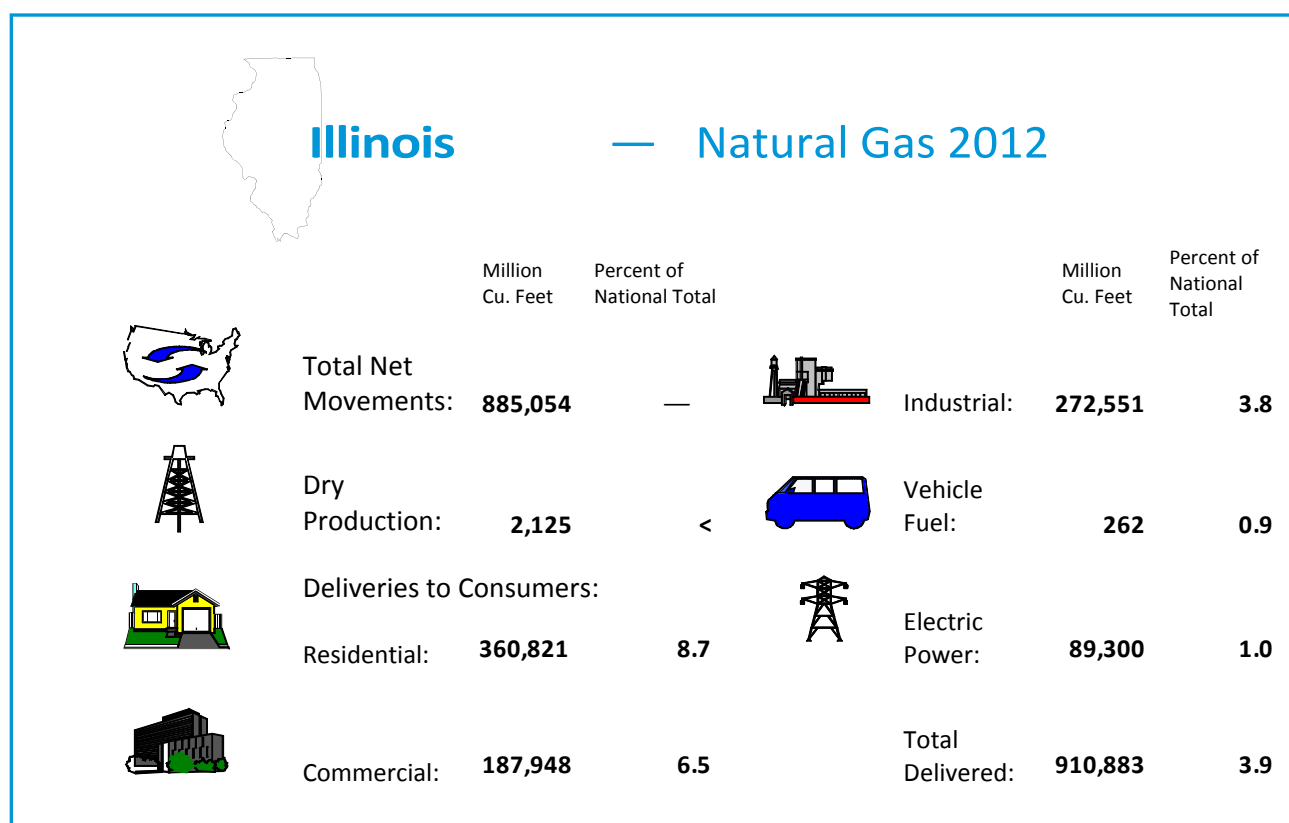 Illinois — Natural Gas 2012
Million
Cu. Feet
Percent of
National Total
Total Net
Movements: 885,054 —
Dry
Production: 2,125 <
Deliveries to Consumers:
Residential: 360,821 8.7
Commercial: 187,948 6.5
Million
Cu. Feet
Percent of
National
Total
Industrial: 272,551 3.8
Vehicle
Fuel: 262 0.9
Electric
Power: 89,300 1.0
Total
Delivered: 910,883 3.9